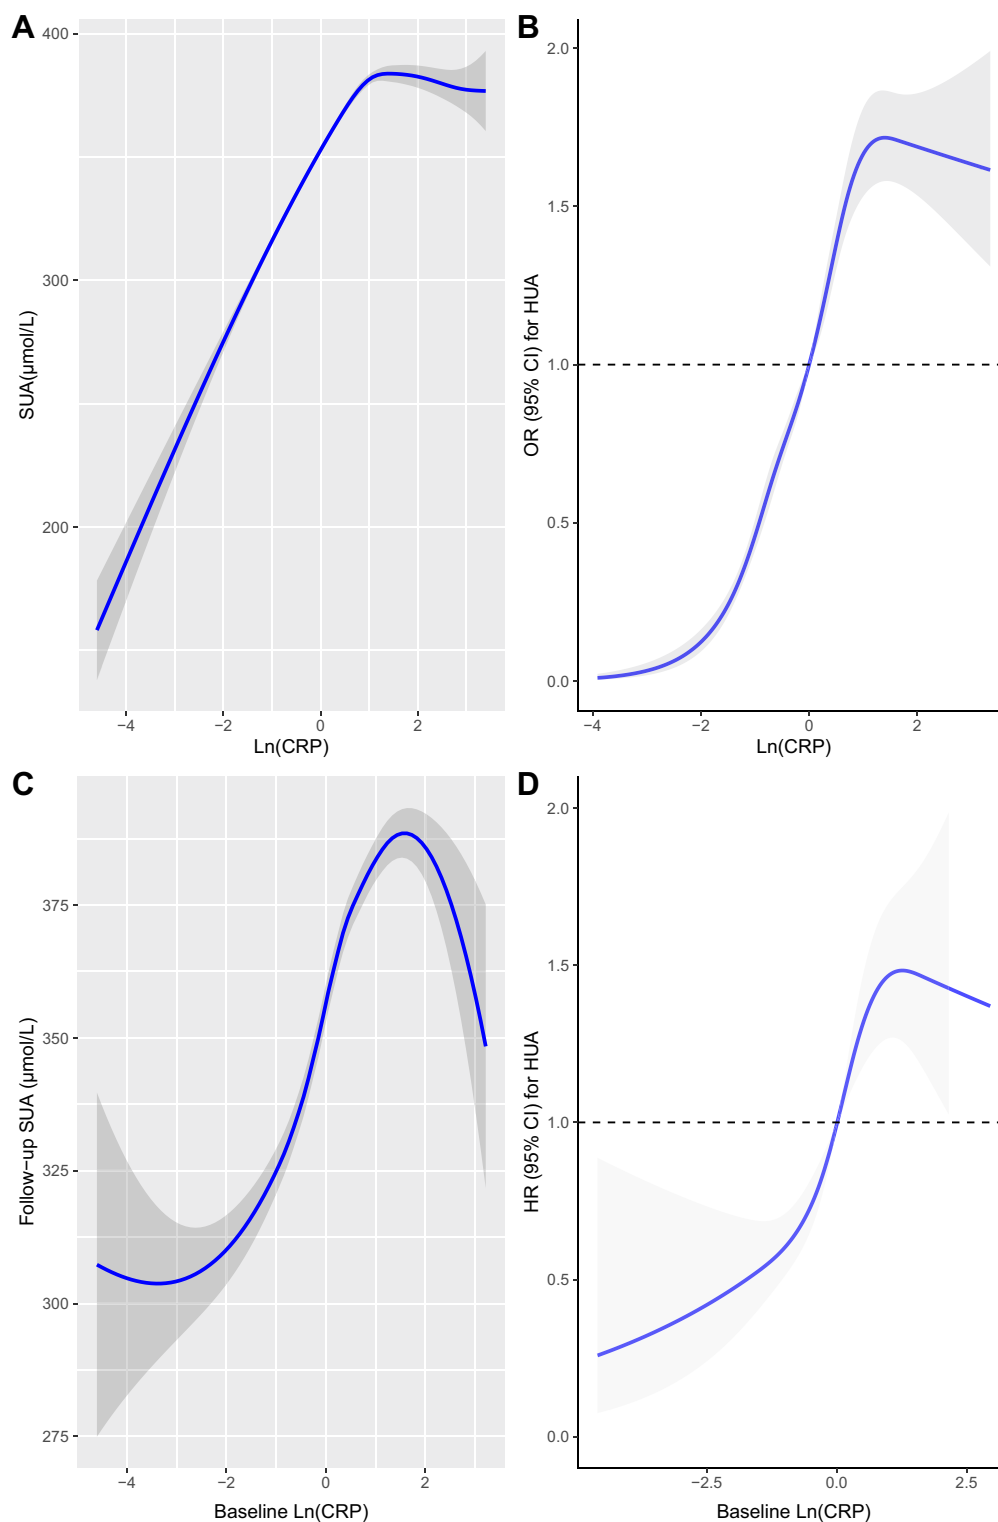 A
SUA(μmol/L)
400
300
200
−4
−2
0
2
Ln(CRP)
B
OR (95% CI) for HUA
2.0
1.5
1.0
0.5
0.0
−4
−2
0
2
Ln(CRP)
C
Follow−up SUA (μmol/L)
375
350
325
300
275
−4
−2
0
2
Baseline Ln(CRP)
D
HR (95% CI) for HUA
2.0
1.5
1.0
0.5
0.0
−2.5
0.0
2.5
Baseline Ln(CRP)